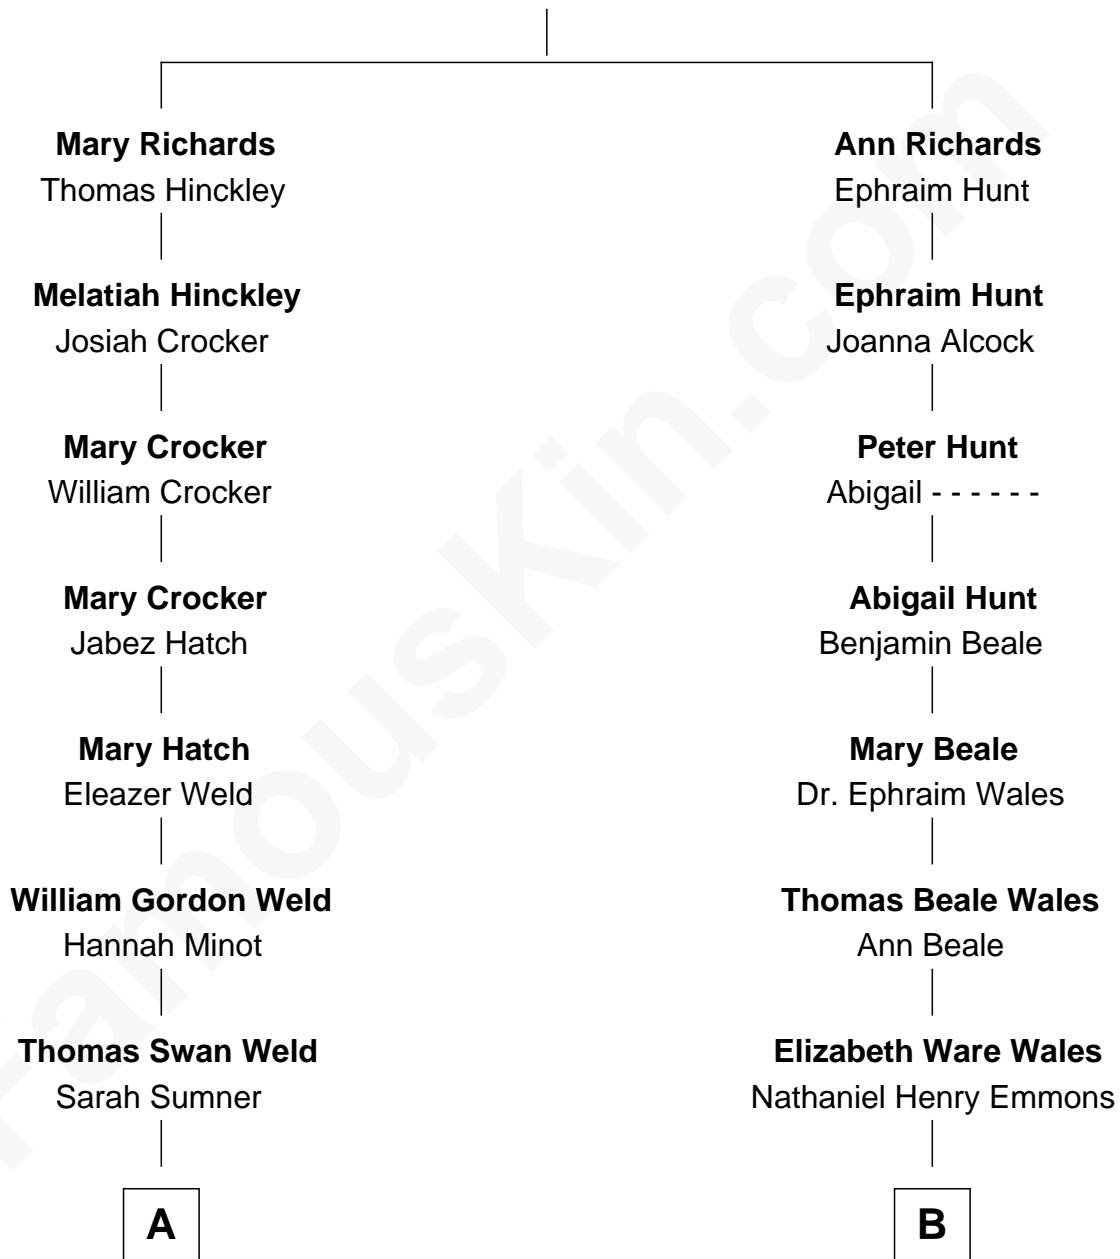 Mary Richards
Thomas Hinckley
Melatiah Hinckley
Josiah Crocker
Mary Crocker
William Crocker
Mary Crocker
Jabez Hatch
Mary Hatch
Eleazer Weld
William Gordon Weld
Hannah Minot
Thomas Swan Weld
Sarah Sumner
A
Ann Richards
Ephraim Hunt
Ephraim Hunt
Joanna Alcock
Peter Hunt
Abigail - - - - - -
Abigail Hunt
Benjamin Beale
Mary Beale
Dr. Ephraim Wales
Thomas Beale Wales
Ann Beale
Elizabeth Ware Wales
Nathaniel Henry Emmons
B
FamousKin.com